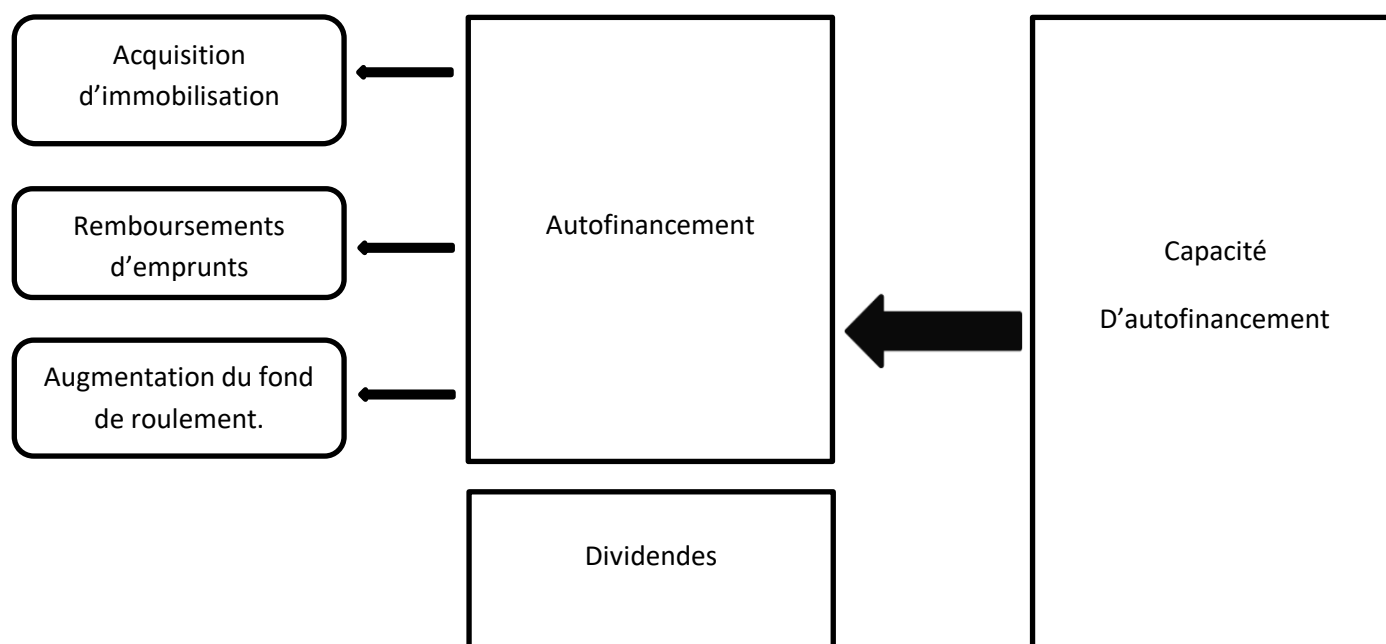 Acquisition
d’immobilisation
Remboursements
d’emprunts
Augmentation du fond
de roulement.
Autofinancement
Dividendes
Capacité
D’autofinancement